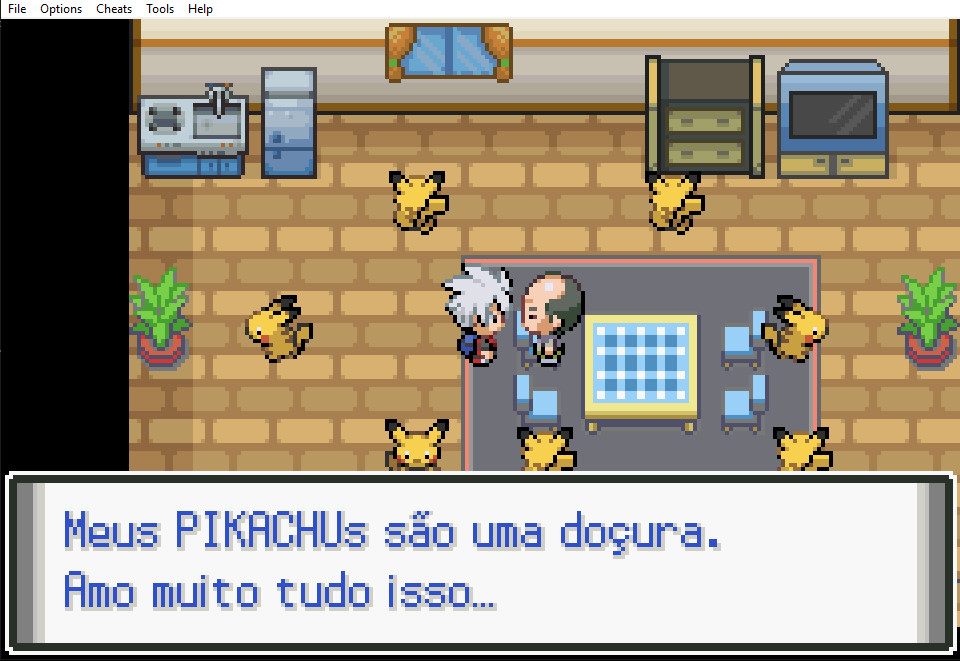 File Options Cheats Tools Help
Meus PIKACHUs são uma doçura.
Amo muito tudo isso...